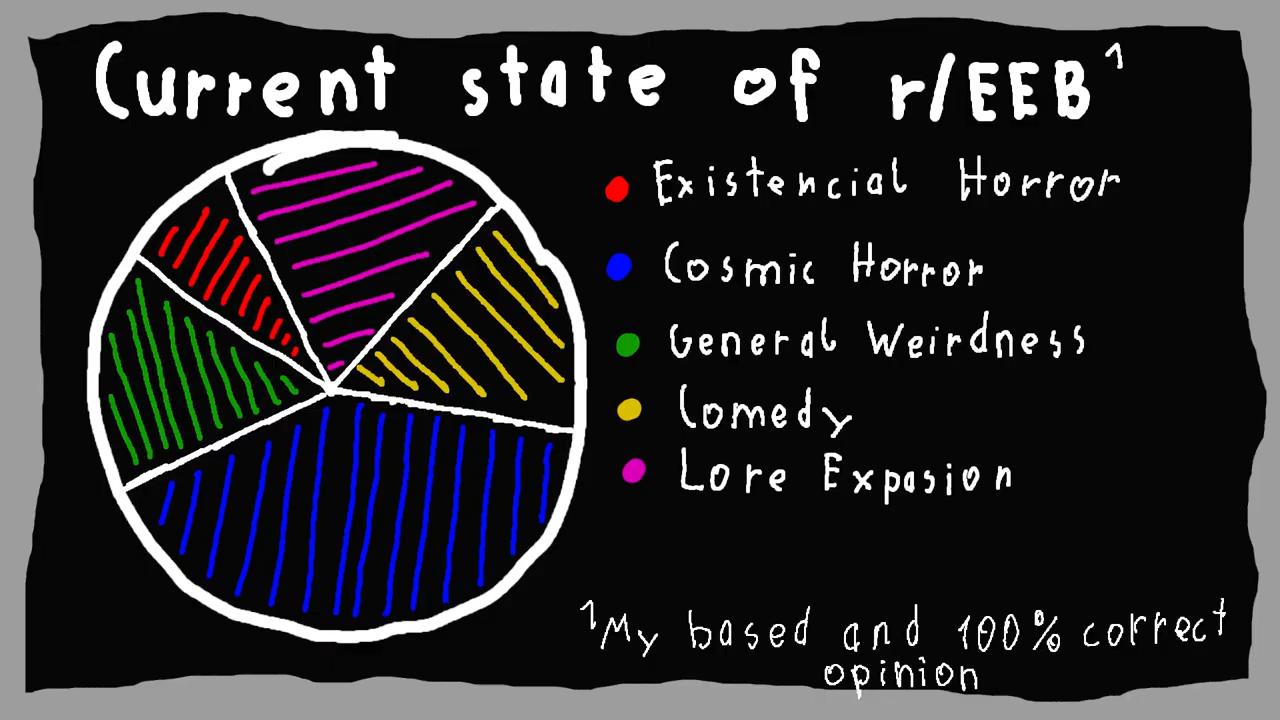 Current state of r/EEB¹
Existencial Horror
Cosmic Horror
General Weirdness
Comedy
Lore Expasion
¹My based and 100% correct
opinion